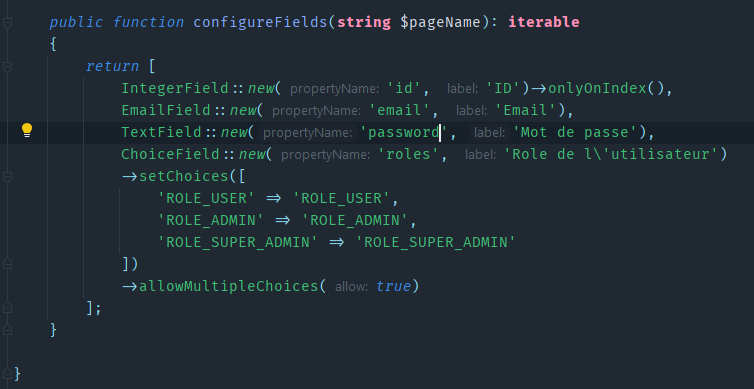 public function configureFields(string $pageName): iterable
{
return [
IntegerField::new( propertyName: 'id', label: 'ID')->onlyOnIndex(),
EmailField::new( propertyName: 'email', label: 'Email'),
TextField::new( propertyName: 'password', label: 'Mot de passe'),
ChoiceField::new( propertyName: 'roles', label: 'Role de l\'utilisateur')
->setChoices([
'ROLE_USER' => 'ROLE_USER',
'ROLE_ADMIN' => 'ROLE_ADMIN',
'ROLE_SUPER_ADMIN' => 'ROLE_SUPER_ADMIN'
])
->allowMultipleChoices( allow: true)
];
}
}